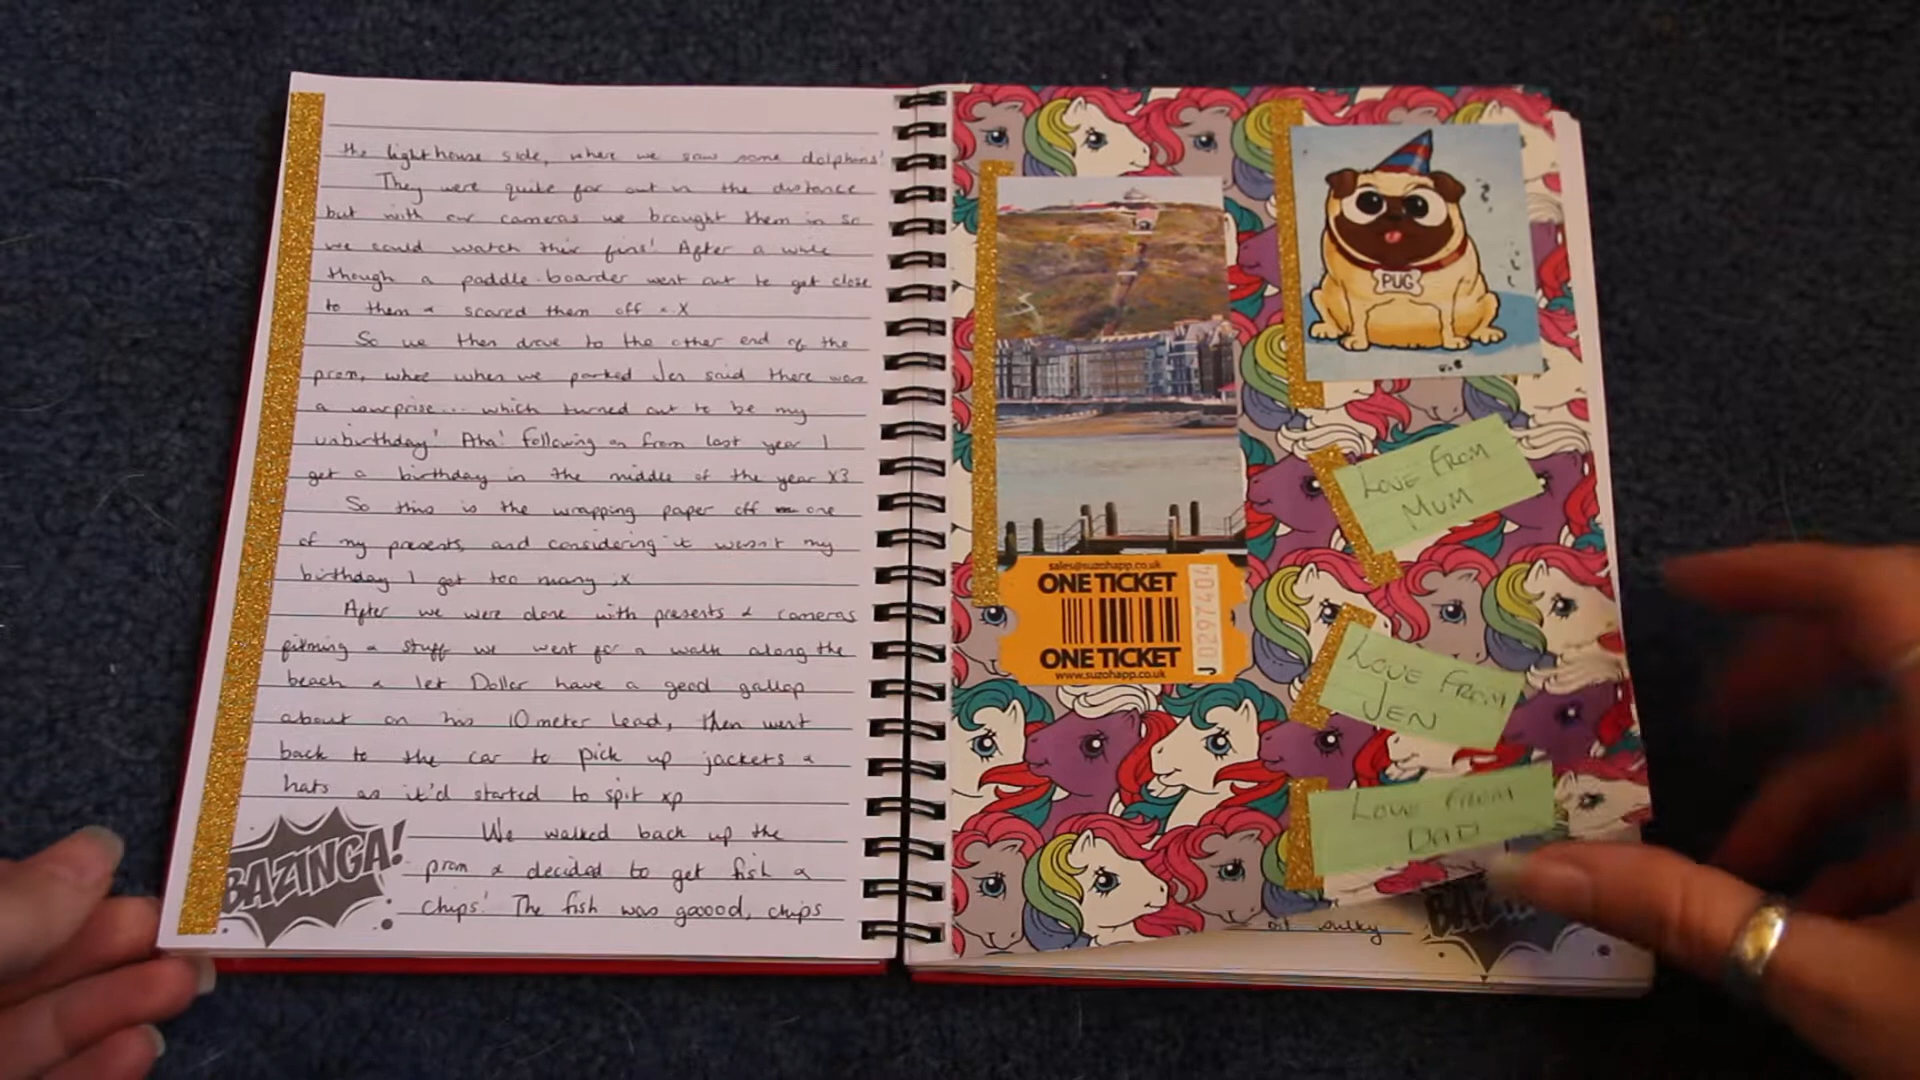 the lighthouse side, where we saw some dolphins!
They were quite far out in the distance
but with our cameras we brought them in so
we could watch their fins! After a while
though a paddle-boarder went out to get close
to them & scared them off x.x
So we then drove to the other end of the
prom, when we parked Jen said there was
a surprise... which turned out to be my
unbirthday! Aha! Following on from last year I
get a birthday in the middle of the year x3
So this is the wrapping paper off one
of my presents, and considering it wasn't my
birthday I got too many ;x
After we were done with presents & cameras
filming & stuff we went for a walk along the
beach & let Dollar have a good gallop
about on his 10 meter lead, then went
back to the car to pick up jackets &
hats as it'd started to spit xp
We walked back up the
prom & decided to get fish &
chips! The fish was gooood, chips
BAZINGA!
PUG
sales@suzohapp.co.uk
ONE TICKET
ONE TICKET
www.suzohapp.co.uk
J 0297404
LOVE FROM
MUM
LOVE FROM
JEN
LOVE FROM
DAD
bit sulky